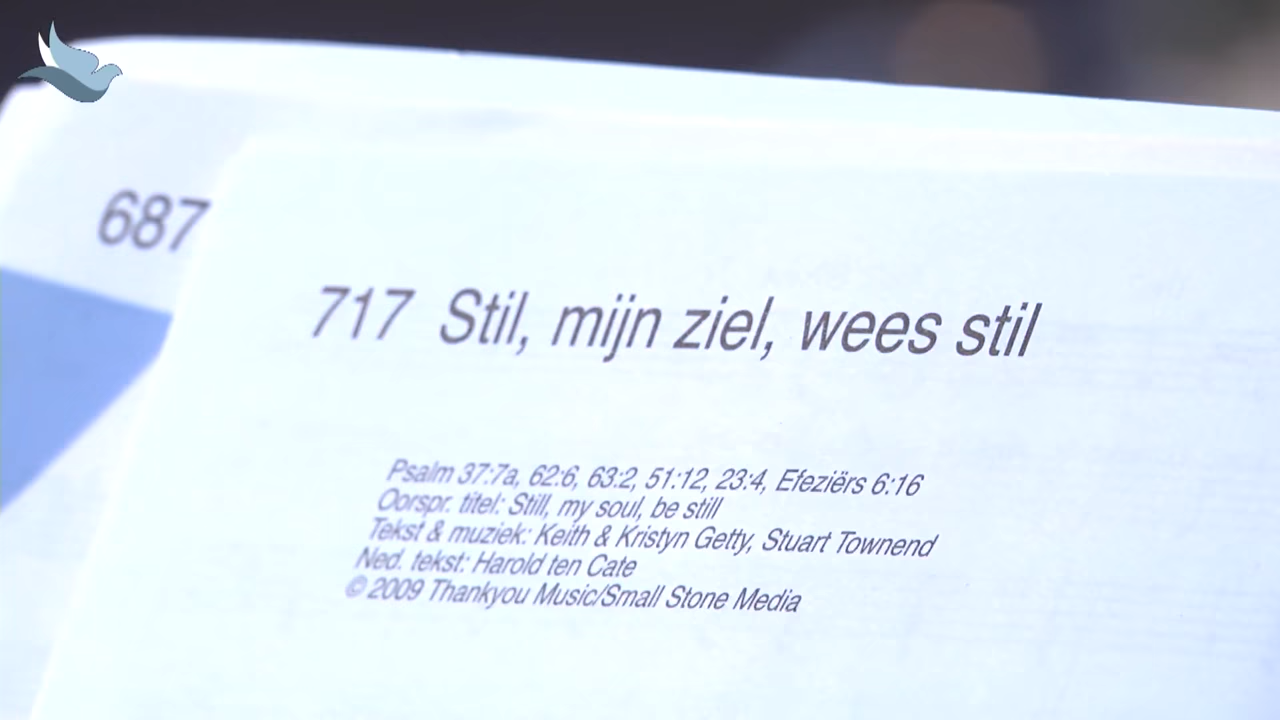 687
717 Stil, mijn ziel, wees stil
Psalm 37:7a, 62:6, 63:2, 51:12, 23:4, Efeziërs 6:16
Oorspr. titel: Still, my soul, be still
Tekst & muziek: Keith & Kristyn Getty, Stuart Townend
Ned. tekst: Harold ten Cate
© 2009 Thankyou Music/Small Stone Media